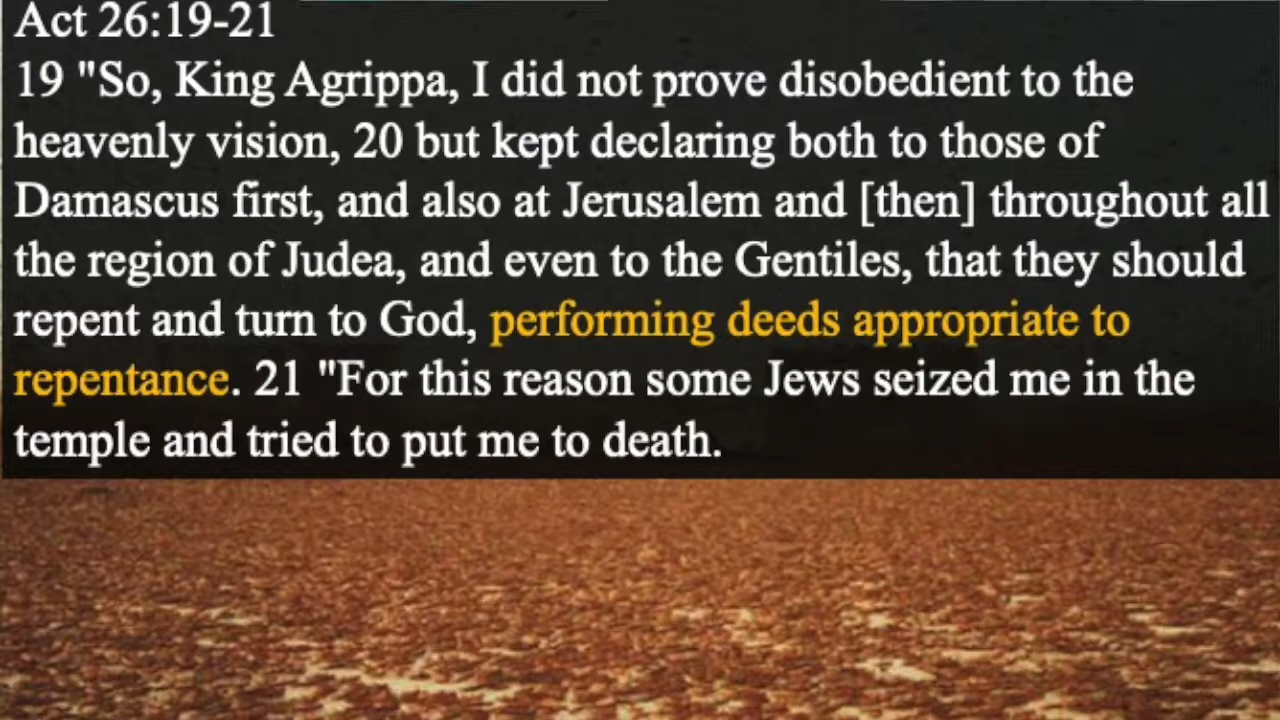 Act 26:19-21
19 "So, King Agrippa, I did not prove disobedient to the
heavenly vision, 20 but kept declaring both to those of
Damascus first, and also at Jerusalem and [then] throughout all
the region of Judea, and even to the Gentiles, that they should
repent and turn to God, performing deeds appropriate to
repentance. 21 "For this reason some Jews seized me in the
temple and tried to put me to death.